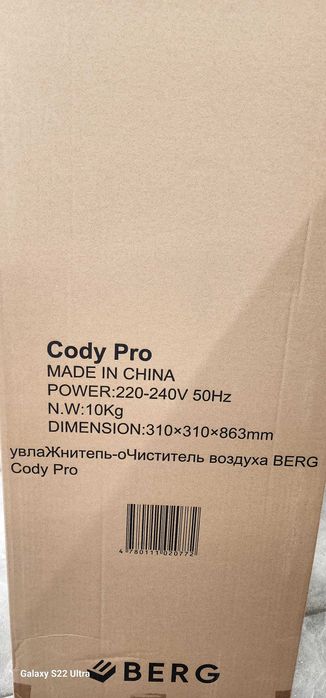 Cody Pro
MADE IN CHINA
POWER:220-240V 50Hz
N.W:10Kg
DIMENSION:310×310×863mm
увлаЖнитепь-оЧиститель воздуха BERG
Cody Pro
4 780111 020772
Galaxy S22 Ultra
BERG